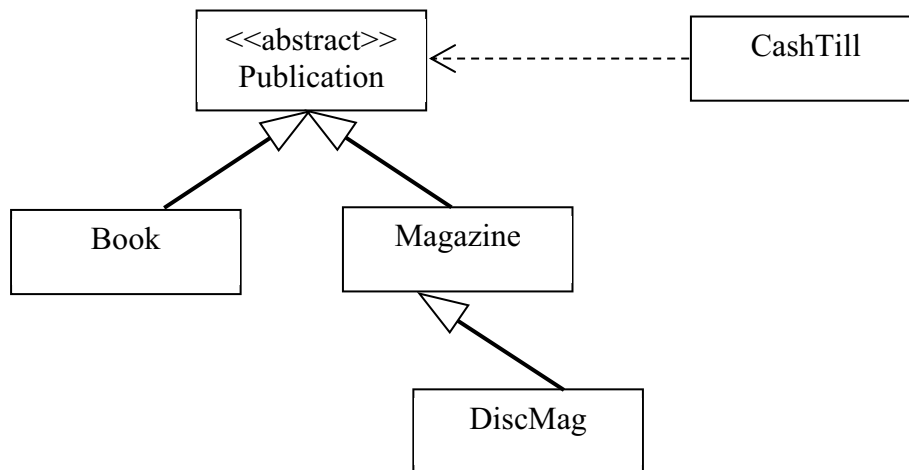 <<abstract>>
Publication
CashTill
Book
Magazine
DiscMag